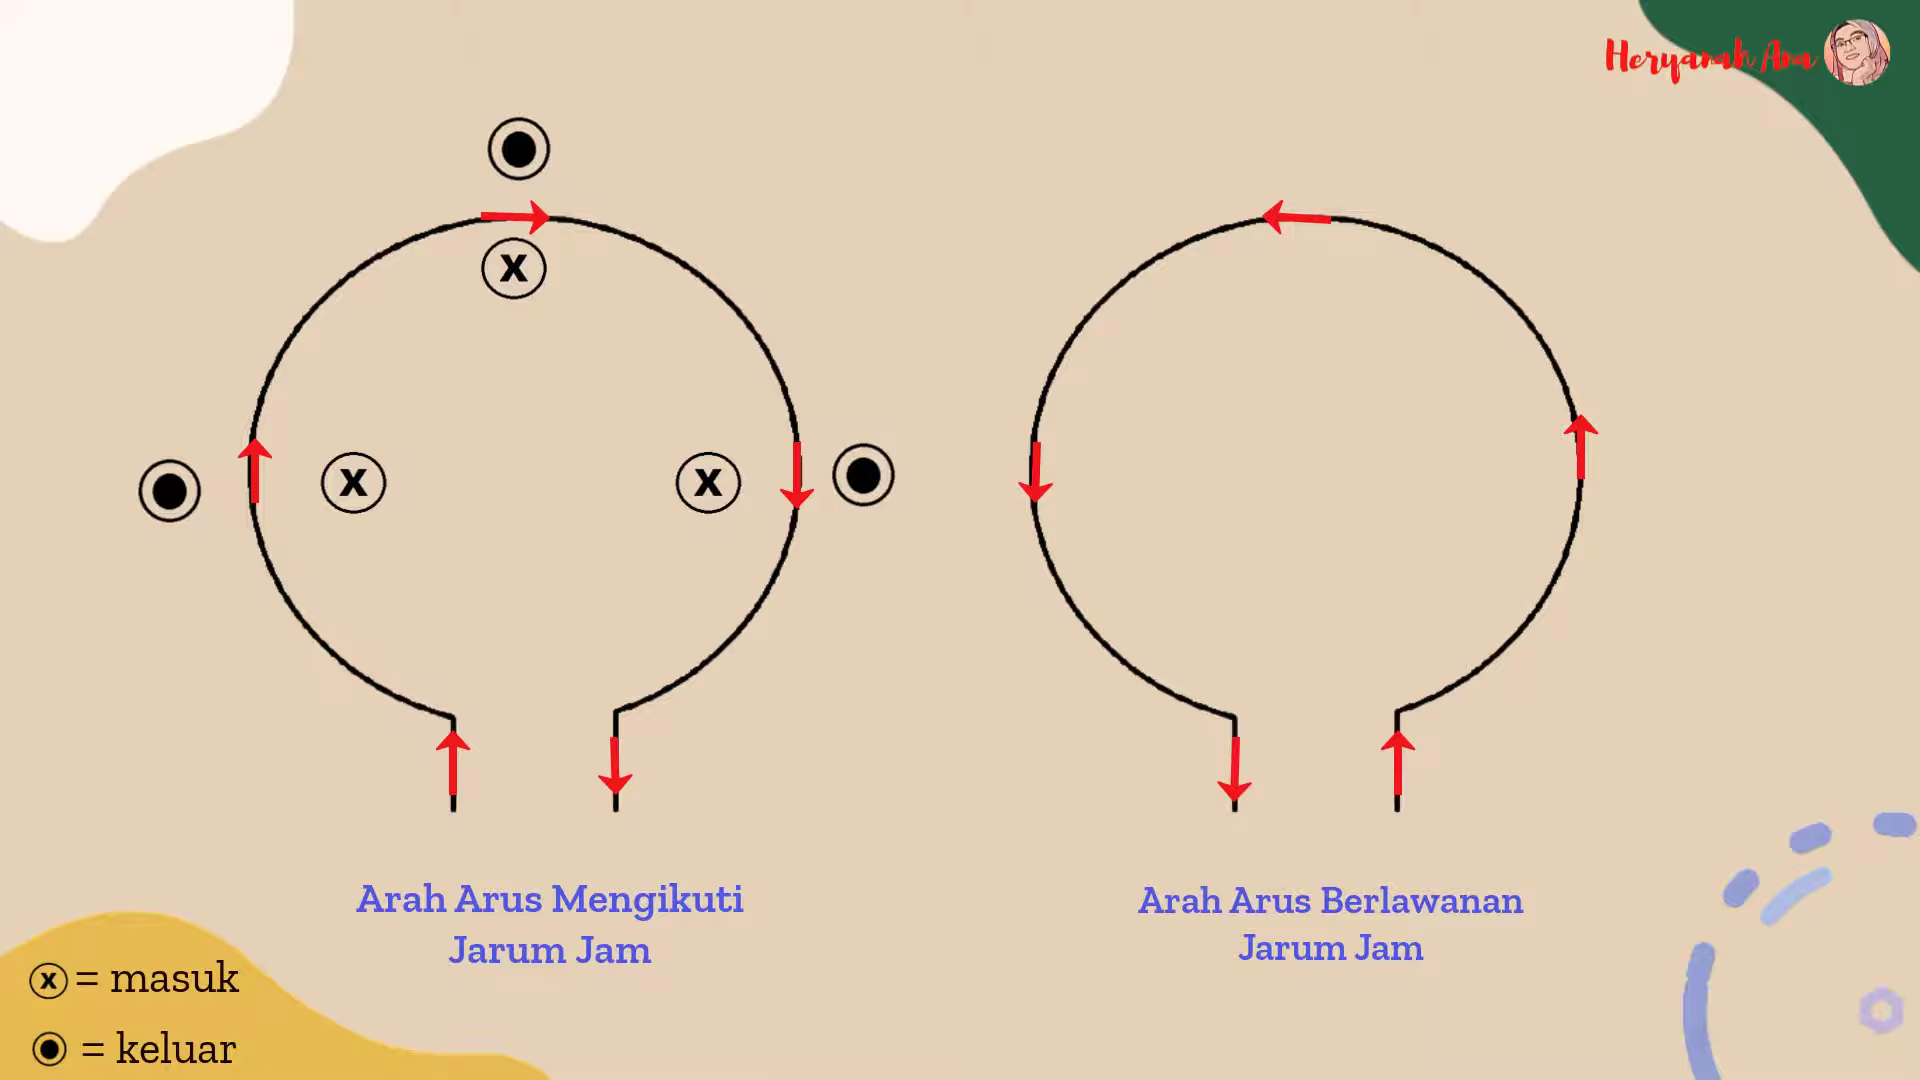 Heryanah Ana
X
X
X
Arah Arus Mengikuti
Jarum Jam
Arah Arus Berlawanan
Jarum Jam
X = masuk
= keluar